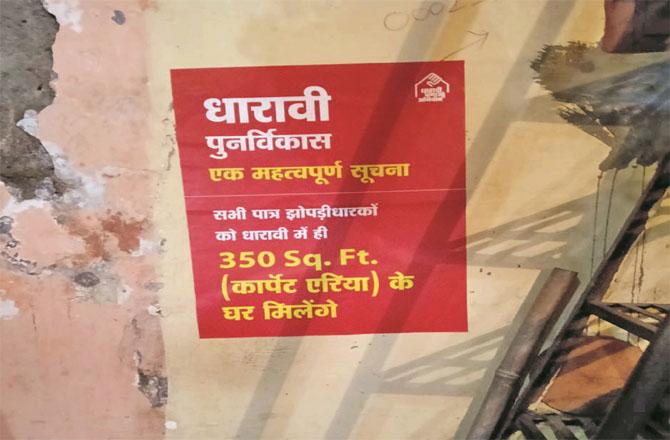 धारावी
पुनर्विकास
एक महत्वपूर्ण सूचना
सभी पात्र झोपड़ीधारकों
को धारावी में ही
350 Sq. Ft.
(कार्पेट एरिया) के
घर मिलेंगे